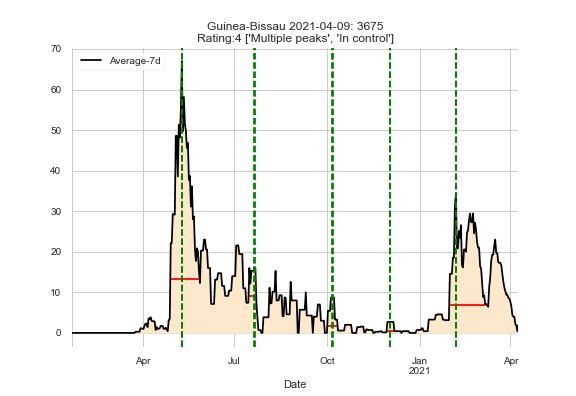 Guinea-Bissau 2021-04-09: 3675
Rating:4 ['Multiple peaks', 'In control']
Average-7d
70
60
50
40
30
20
10
0
Apr
Jul
Oct
Jan
2021
Apr
Date